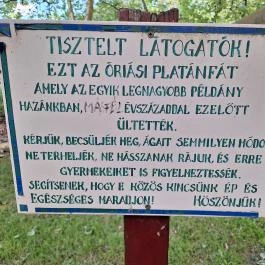 TISZTELT LÁTOGATÓK!
EZT AZ ÓRIÁSI PLATÁNFÁT
AMELY AZ EGYIK LEGNAGYOBB PÉLDÁNY
HAZÁNKBAN, MÁSFÉL ÉVSZÁZADDAL EZELŐTT
ÜLTETTÉK.
KÉRJÜK, BECSÜLJÉK MEG, ÁGAIT SEMMILYEN MÓDO
NE TERHELJÉK, NE MÁSSZANAK RÁJUK, ÉS ERRE
GYERMEKEIKET IS FIGYELMEZTESSÉK.
SEGÍTSENEK, HOGY E KÖZÖS KINCSÜNK ÉP ÉS
EGÉSZSÉGES MARADJON! KÖSZÖNJÜK!